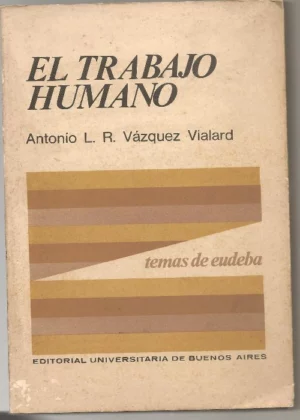 EL TRABAJO
HUMANO
Antonio L. R. Vázquez Vialard
temas de eudeba
EDITORIAL UNIVERSITARIA DE BUENOS AIRES